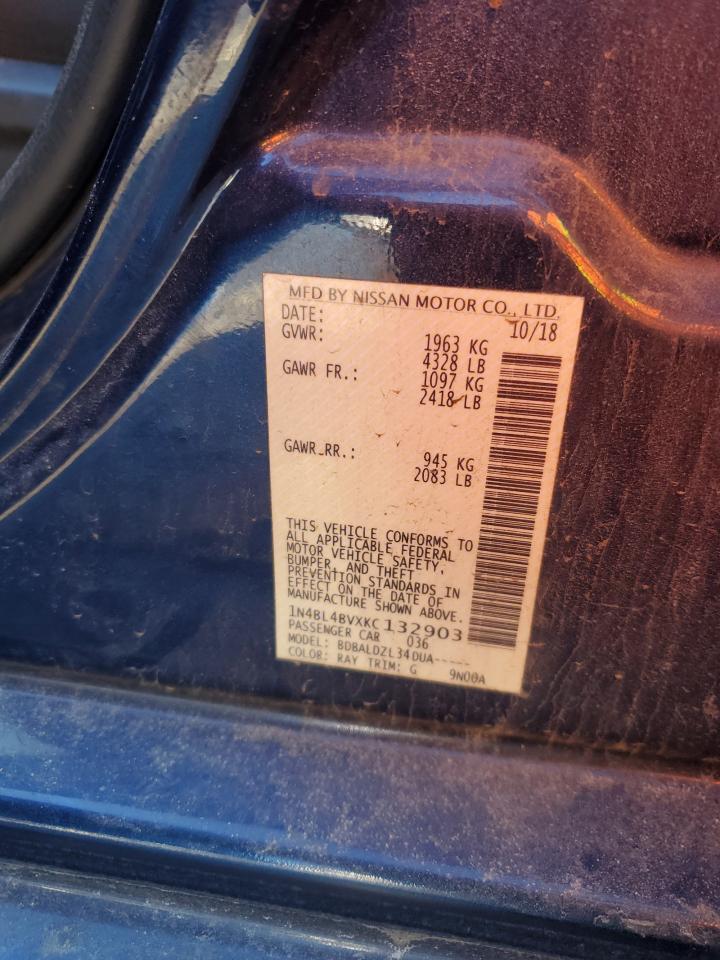 MFD BY NISSAN MOTOR CO., LTD.
DATE: 10/18
GVWR: 1963 KG
4328 LB
GAWR FR.: 1097 KG
2418 LB
GAWR RR.: 945 KG
2083 LB
THIS VEHICLE CONFORMS TO
ALL APPLICABLE FEDERAL
MOTOR VEHICLE SAFETY,
BUMPER, AND THEFT
PREVENTION STANDARDS IN
EFFECT ON THE DATE OF
MANUFACTURE SHOWN ABOVE.
1N4BL4BVXKC132903
PASSENGER CAR 036
MODEL: BDBALDZL34DUA-----
COLOR: RAY TRIM: G 9N00A